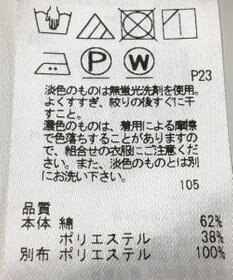 P W
P23
淡色のものは無蛍光洗剤を使用。
よくすすぎ、絞りの後すぐに干
すこと。
濃色のものは、着用による摩擦
で色落ちすることがありますの
で、組合せの衣服にご注意くだ
さい。また、淡色のものとは別
にお洗い下さい。
105
品質
本体 綿 62%
ポリエステル 38%
別布 ポリエステル 100%